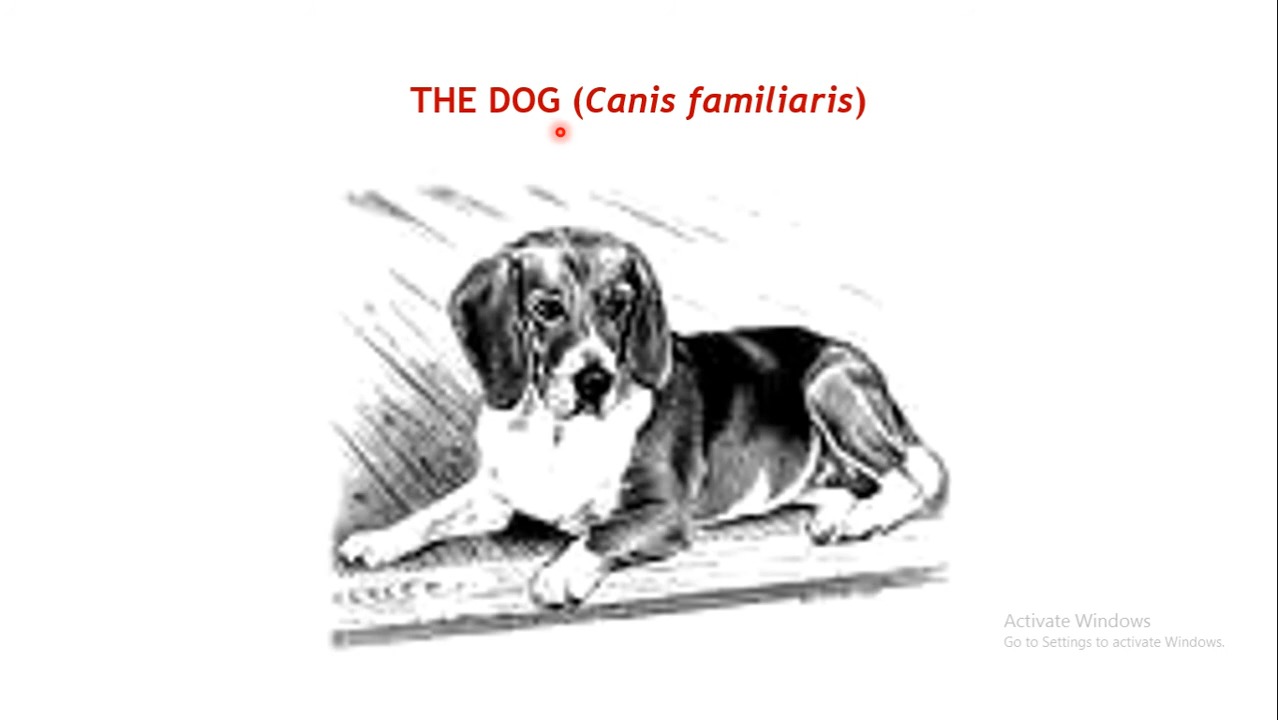 THE DOG (Canis familiaris)
Activate Windows
Go to Settings to activate Windows.